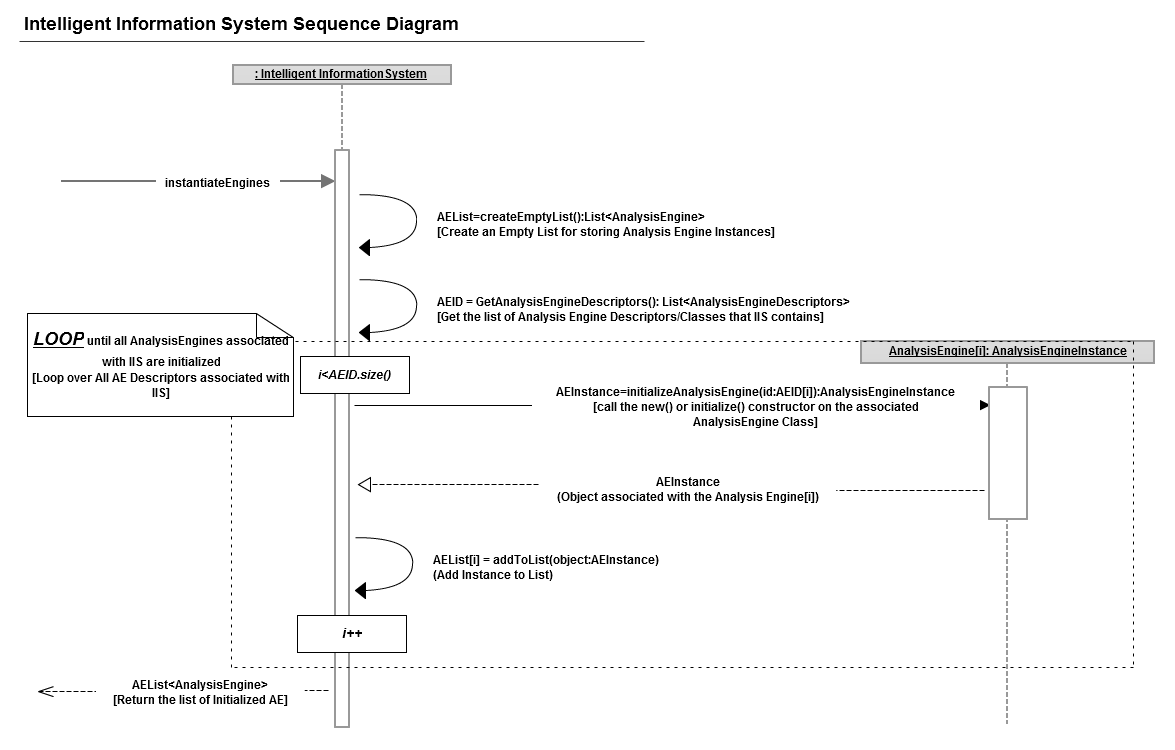 Intelligent Information System Sequence Diagram
: Intelligent InformationSystem
instantiateEngines
AEList=createEmptyList():List<AnalysisEngine>
[Create an Empty List for storing Analysis Engine Instances]
AEID = GetAnalysisEngineDescriptors(): List<AnalysisEngineDescriptors>
[Get the list of Analysis Engine Descriptors/Classes that IIS contains]
LOOP until all AnalysisEngines associated
with IIS are initialized
[Loop over All AE Descriptors associated with
IIS]
i<AEID.size()
AnalysisEngine[i]: AnalysisEngineInstance
AEInstance=initializeAnalysisEngine(id:AEID[i]):AnalysisEngineInstance
[call the new() or initialize() constructor on the associated
AnalysisEngine Class]
AEInstance
(Object associated with the Analysis Engine[i])
AEList[i] = addToList(object:AEInstance)
(Add Instance to List)
i++
AEList<AnalysisEngine>
[Return the list of Initialized AE]